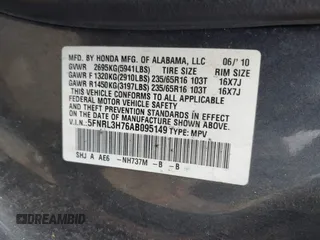 MFD. BY HONDA MFG. OF ALABAMA, LLC 06/'10
GVWR 2695KG(5941LBS) TIRE SIZE RIM SIZE
GAWR F 1320KG(2910LBS) 235/65R16 103T 16X7J
GAWR R 1450KG(3197LBS) 235/65R16 103T 16X7J
THIS VEHICLE CONFORMS TO ALL APPLICABLE
FEDERAL MOTOR VEHICLE SAFETY AND
THEFT PREVENTION STANDARDS IN EFFECT ON
THE DATE OF MANUFACTURE SHOWN ABOVE.
V.I.N.: 5FNRL3H76AB095149 TYPE: MPV
SHJ A AE6 -NH737M -B -B
DREAMBID